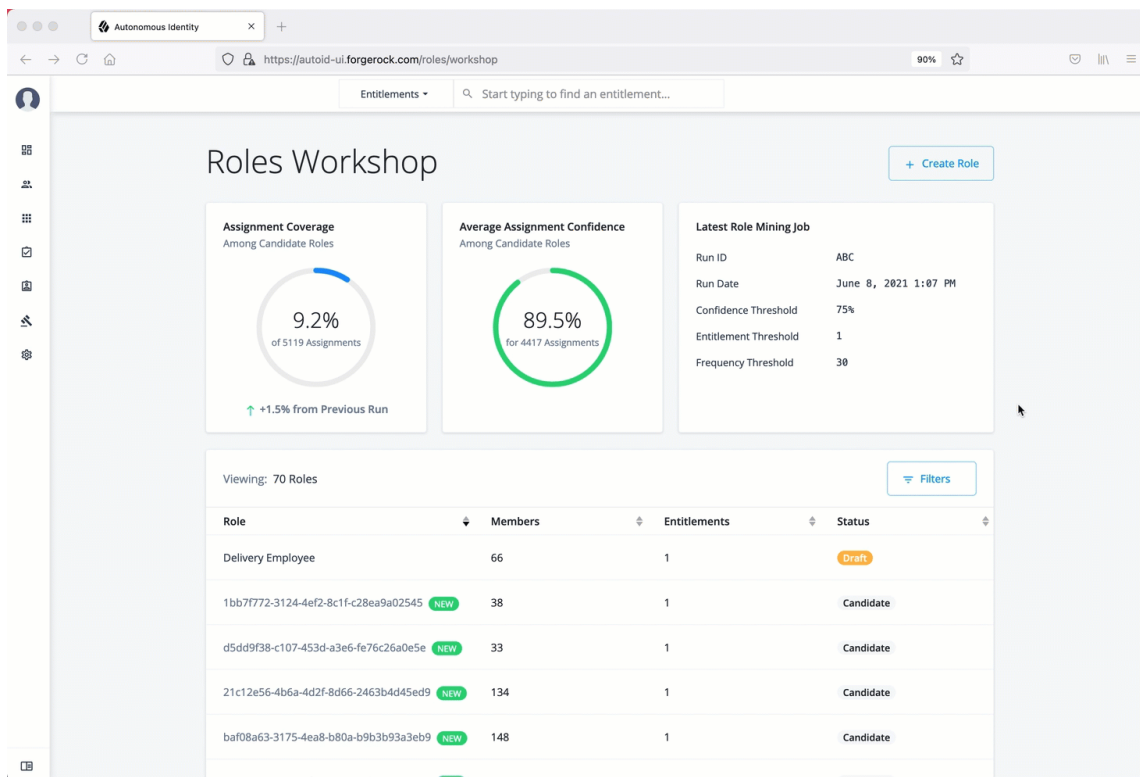 Autonomous Identity
https://autoid-ui.forgerock.com/roles/workshop
90%
Entitlements
Start typing to find an entitlement...
Roles Workshop
+ Create Role
Assignment Coverage
Among Candidate Roles
9.2%
of 5119 Assignments
+1.5% from Previous Run
Average Assignment Confidence
Among Candidate Roles
89.5%
for 4417 Assignments
Latest Role Mining Job
Run ID ABC
Run Date June 8, 2021 1:07 PM
Confidence Threshold 75%
Entitlement Threshold 1
Frequency Threshold 30
Viewing: 70 Roles
Filters
Role Members Entitlements Status
Delivery Employee 66 1 Draft
1bb7f772-3124-4ef2-8c1f-c28ea9a02545 NEW 38 1 Candidate
d5dd9f38-c107-453d-a3e6-fe76c26a0e5e NEW 33 1 Candidate
21c12e56-4b6a-4d2f-8d66-2463b4d45ed9 NEW 134 1 Candidate
baf08a63-3175-4ea8-b80a-b9b3b93a3eb9 NEW 148 1 Candidate